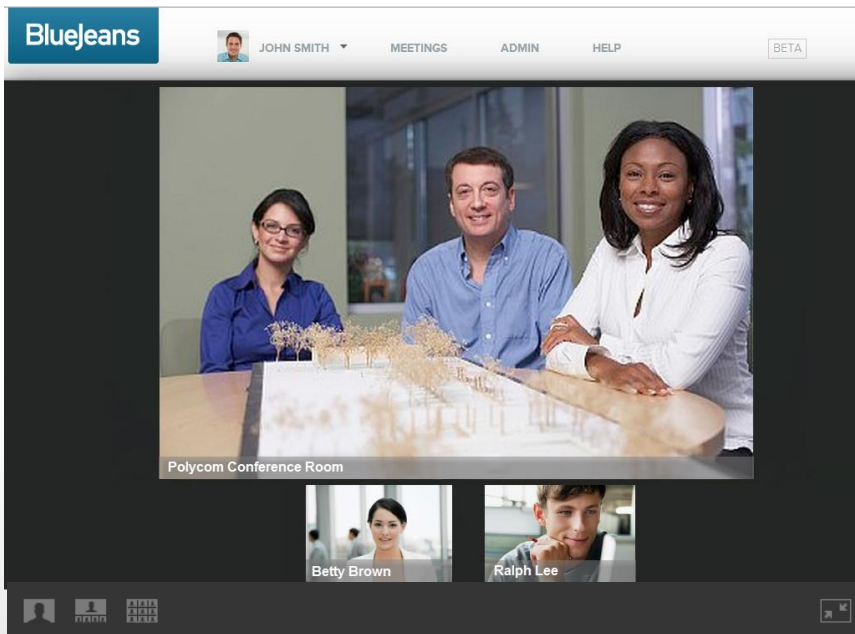 BlueJeans
JOHN SMITH MEETINGS ADMIN HELP BETA
Polycom Conference Room
Betty Brown Ralph Lee